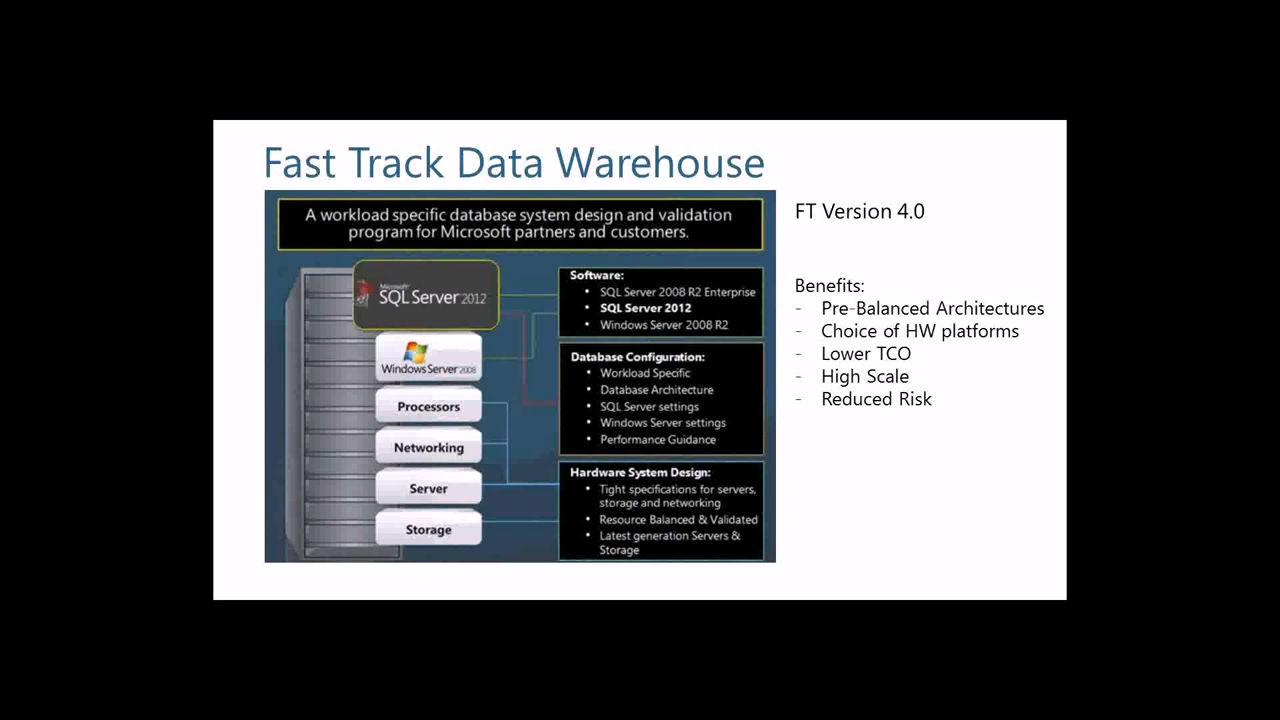 Fast Track Data Warehouse
A workload specific database system design and validation
program for Microsoft partners and customers.
Microsoft
SQL Server 2012
Windows Server 2008
Processors
Networking
Server
Storage
Software:
• SQL Server 2008 R2 Enterprise
• SQL Server 2012
• Windows Server 2008 R2
Database Configuration:
• Workload Specific
• Database Architecture
• SQL Server settings
• Windows Server settings
• Performance Guidance
Hardware System Design:
• Tight specifications for servers,
storage and networking
• Resource Balanced & Validated
• Latest generation Servers &
Storage
FT Version 4.0
Benefits:
- Pre-Balanced Architectures
- Choice of HW platforms
- Lower TCO
- High Scale
- Reduced Risk